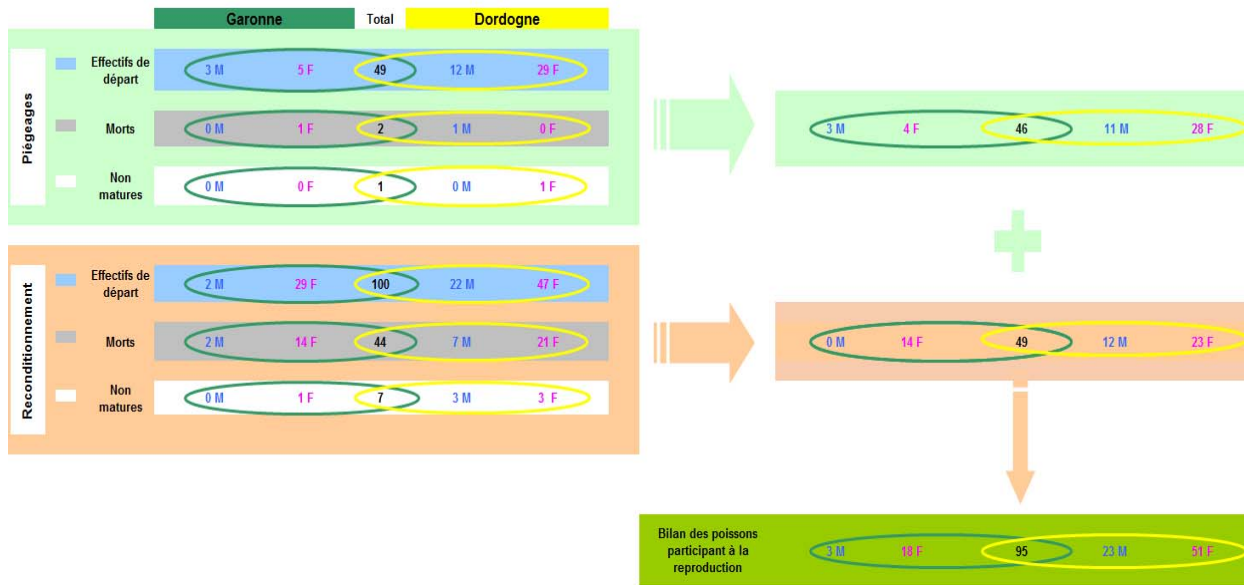 Garonne Total Dordogne
Piégeages
Effectifs de
départ
3 M 5 F 49 12 M 29 F
Morts
0 M 1 F 2 1 M 0 F
Non
matures
0 M 0 F 1 0 M 1 F
3 M 4 F 46 11 M 28 F
Reconditionnement
Effectifs de
départ
2 M 29 F 100 22 M 47 F
Morts
2 M 14 F 44 7 M 21 F
Non
matures
0 M 1 F 7 3 M 3 F
0 M 14 F 49 12 M 23 F
Bilan des poissons
participant à la
reproduction
3 M 18 F 95 23 M 51 F